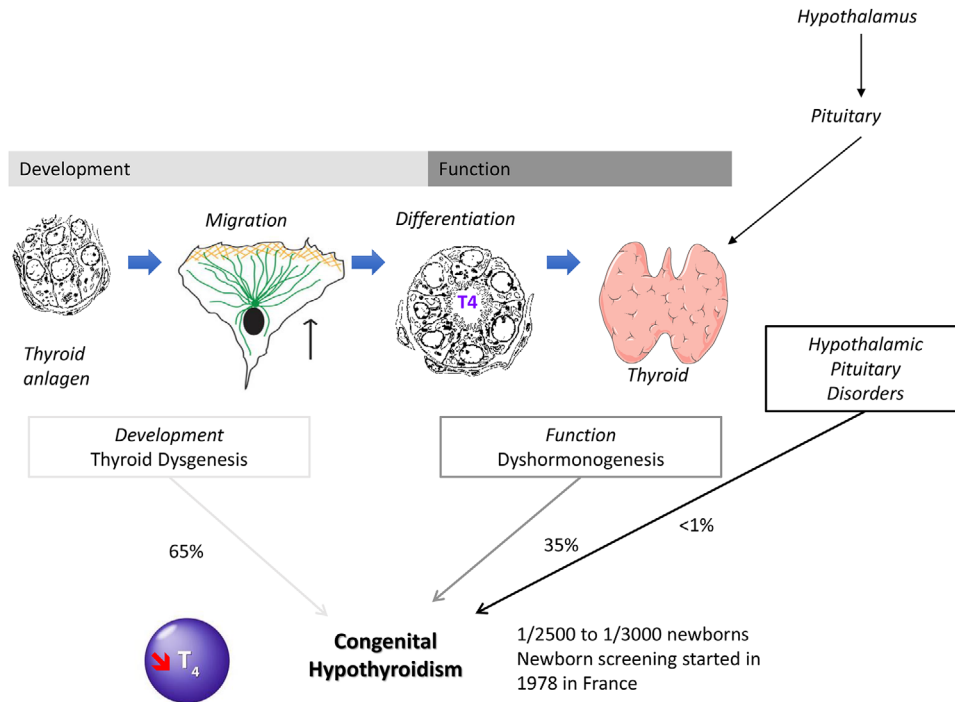 Hypothalamus
Pituitary
Development
Function
Migration
Differentiation
T4
Thyroid
anlagen
Thyroid
Hypothalamic
Pituitary
Disorders
Development
Thyroid Dysgenesis
Function
Dyshormonogenesis
65%
35%
<1%
T4
Congenital
Hypothyroidism
1/2500 to 1/3000 newborns
Newborn screening started in
1978 in France